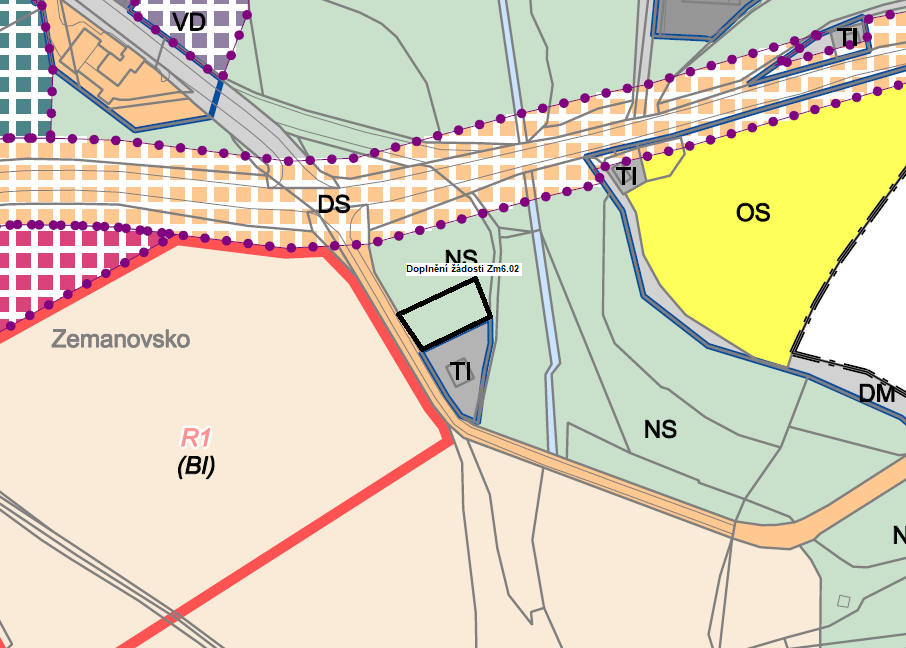 VD
TI
TI
DS
OS
NS
Doplnění žádosti Zm6.02
Zemanovsko
TI
DM
R1
(BI)
NS
N